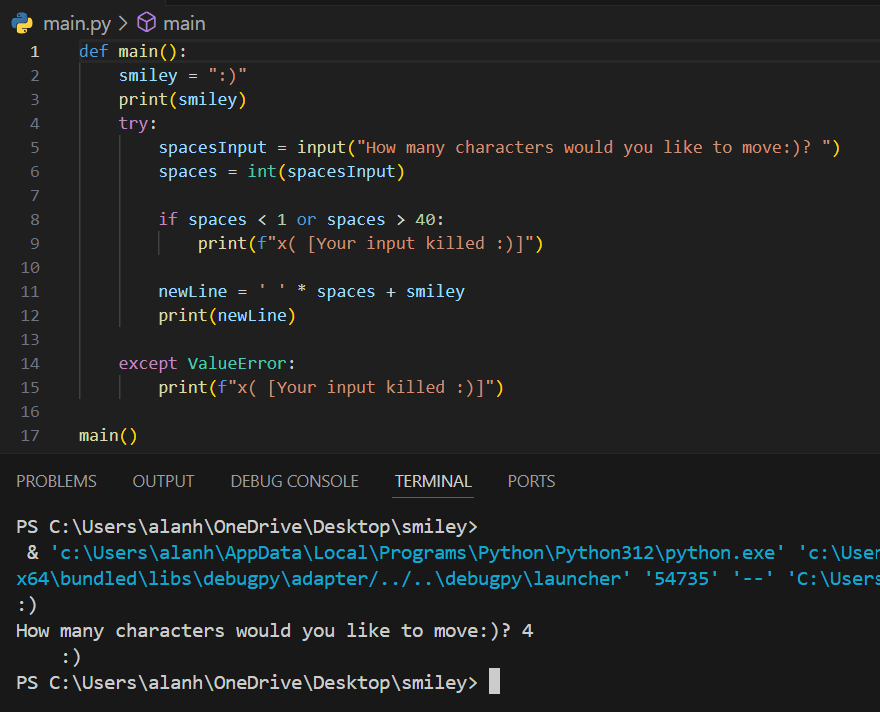 main.py > main
1 def main():
2     smiley = ":)"
3     print(smiley)
4     try:
5         spacesInput = input("How many characters would you like to move:)? ")
6         spaces = int(spacesInput)
7
8         if spaces < 1 or spaces > 40:
9             print(f"x( [Your input killed :)]")
10
11         newLine = ' ' * spaces + smiley
12         print(newLine)
13
14     except ValueError:
15         print(f"x( [Your input killed :)]")
16
17 main()
PROBLEMS OUTPUT DEBUG CONSOLE TERMINAL PORTS
PS C:\Users\alanh\OneDrive\Desktop\smiley>
 & 'c:\Users\alanh\AppData\Local\Programs\Python\Python312\python.exe' 'c:\User
x64\bundled\libs\debugpy\adapter/../..\debugpy\launcher' '54735' '--' 'C:\Users
:)
How many characters would you like to move:)? 4
    :)
PS C:\Users\alanh\OneDrive\Desktop\smiley>